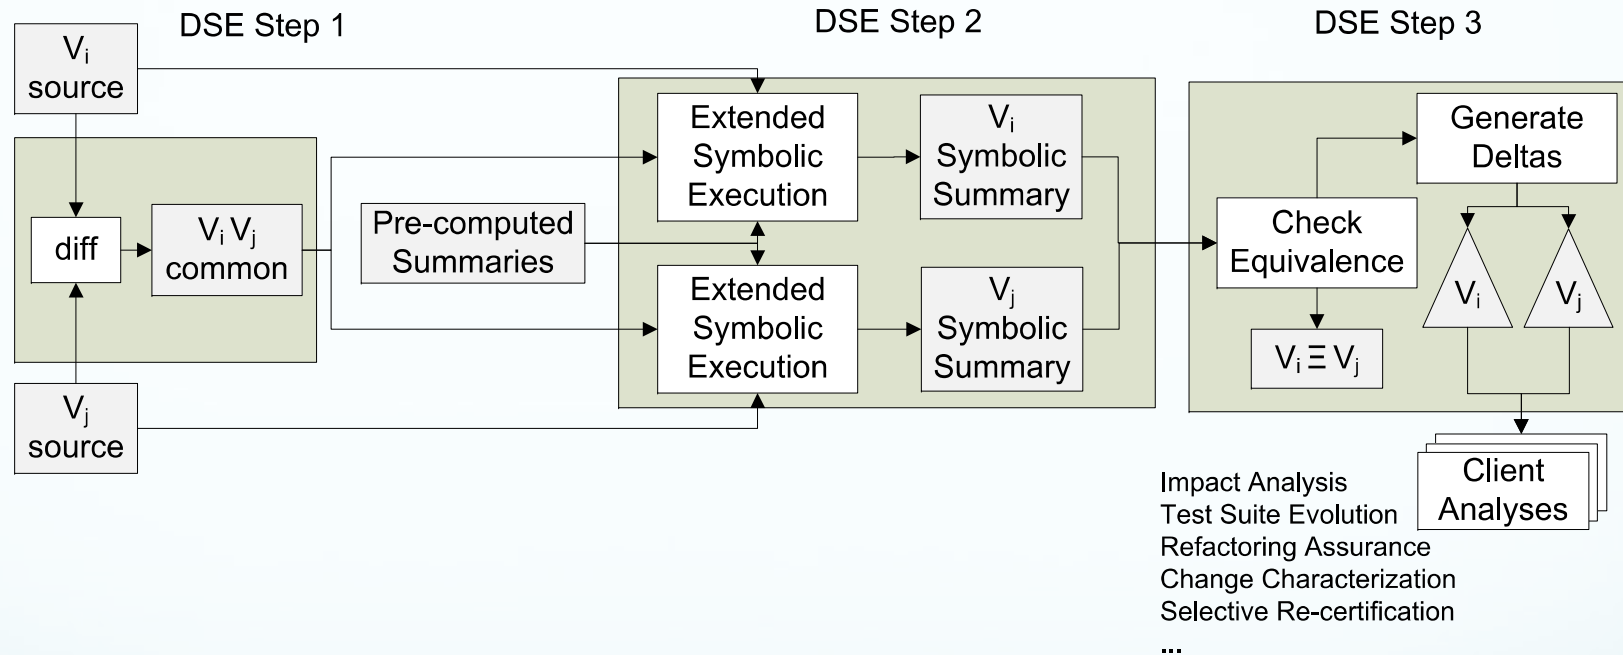 DSE Step 1
DSE Step 2
DSE Step 3
Vi
source
diff
Vi Vj
common
Vj
source
Pre-computed
Summaries
Extended
Symbolic
Execution
Vi
Symbolic
Summary
Extended
Symbolic
Execution
Vj
Symbolic
Summary
Generate
Deltas
Check
Equivalence
Vi
Vj
Vi Ξ Vj
Client
Analyses
Impact Analysis
Test Suite Evolution
Refactoring Assurance
Change Characterization
Selective Re-certification
...